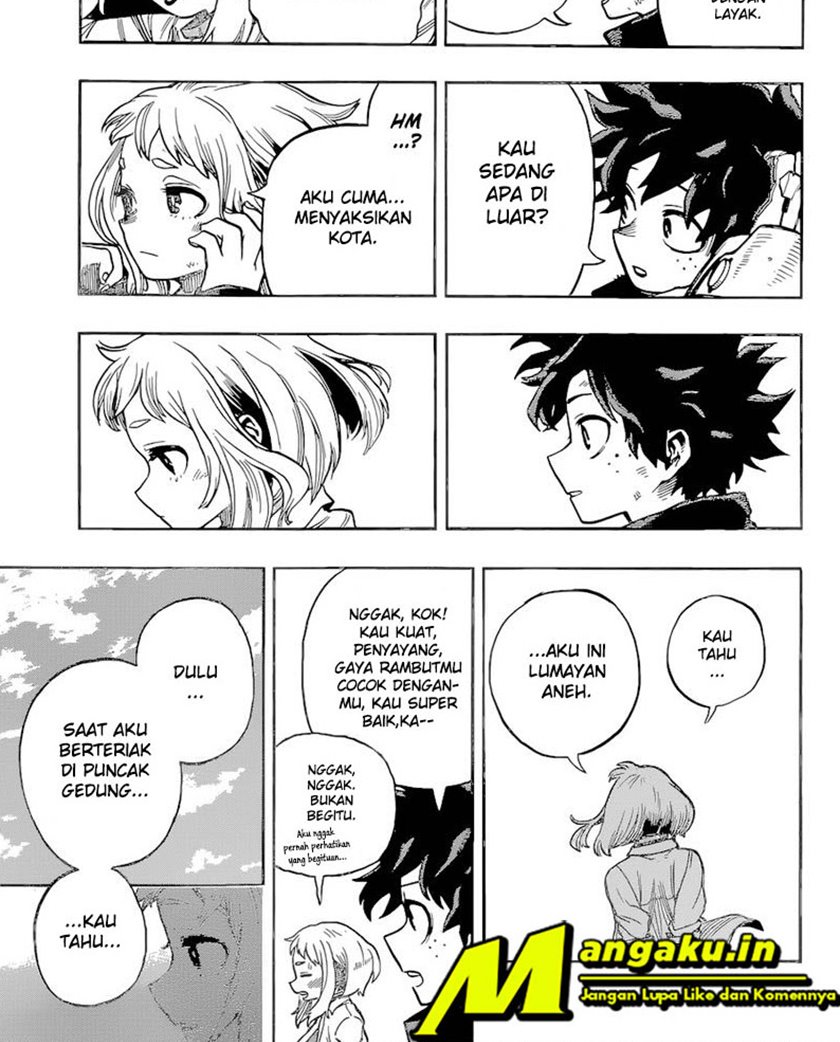 DENGAN
LAYAK.
KAU
SEDANG
APA DI
LUAR?
HM
...?
AKU CUMA...
MENYAKSIKAN
KOTA.
KAU
TAHU
...
...AKU INI
LUMAYAN
ANEH.
NGGAK, KOK!
KAU KUAT,
PENYAYANG,
GAYA RAMBUTMU
COCOK DENGAN-
MU, KAU SUPER
BAIK,KA--
NGGAK,
NGGAK.
BUKAN
BEGITU.
Aku nggak
pernah perhatikan
yang begituan...
DULU
...
SAAT AKU
BERTERIAK
DI PUNCAK
GEDUNG...
...KAU
TAHU...
Mangaku.in
Jangan Lupa Like dan Komennya